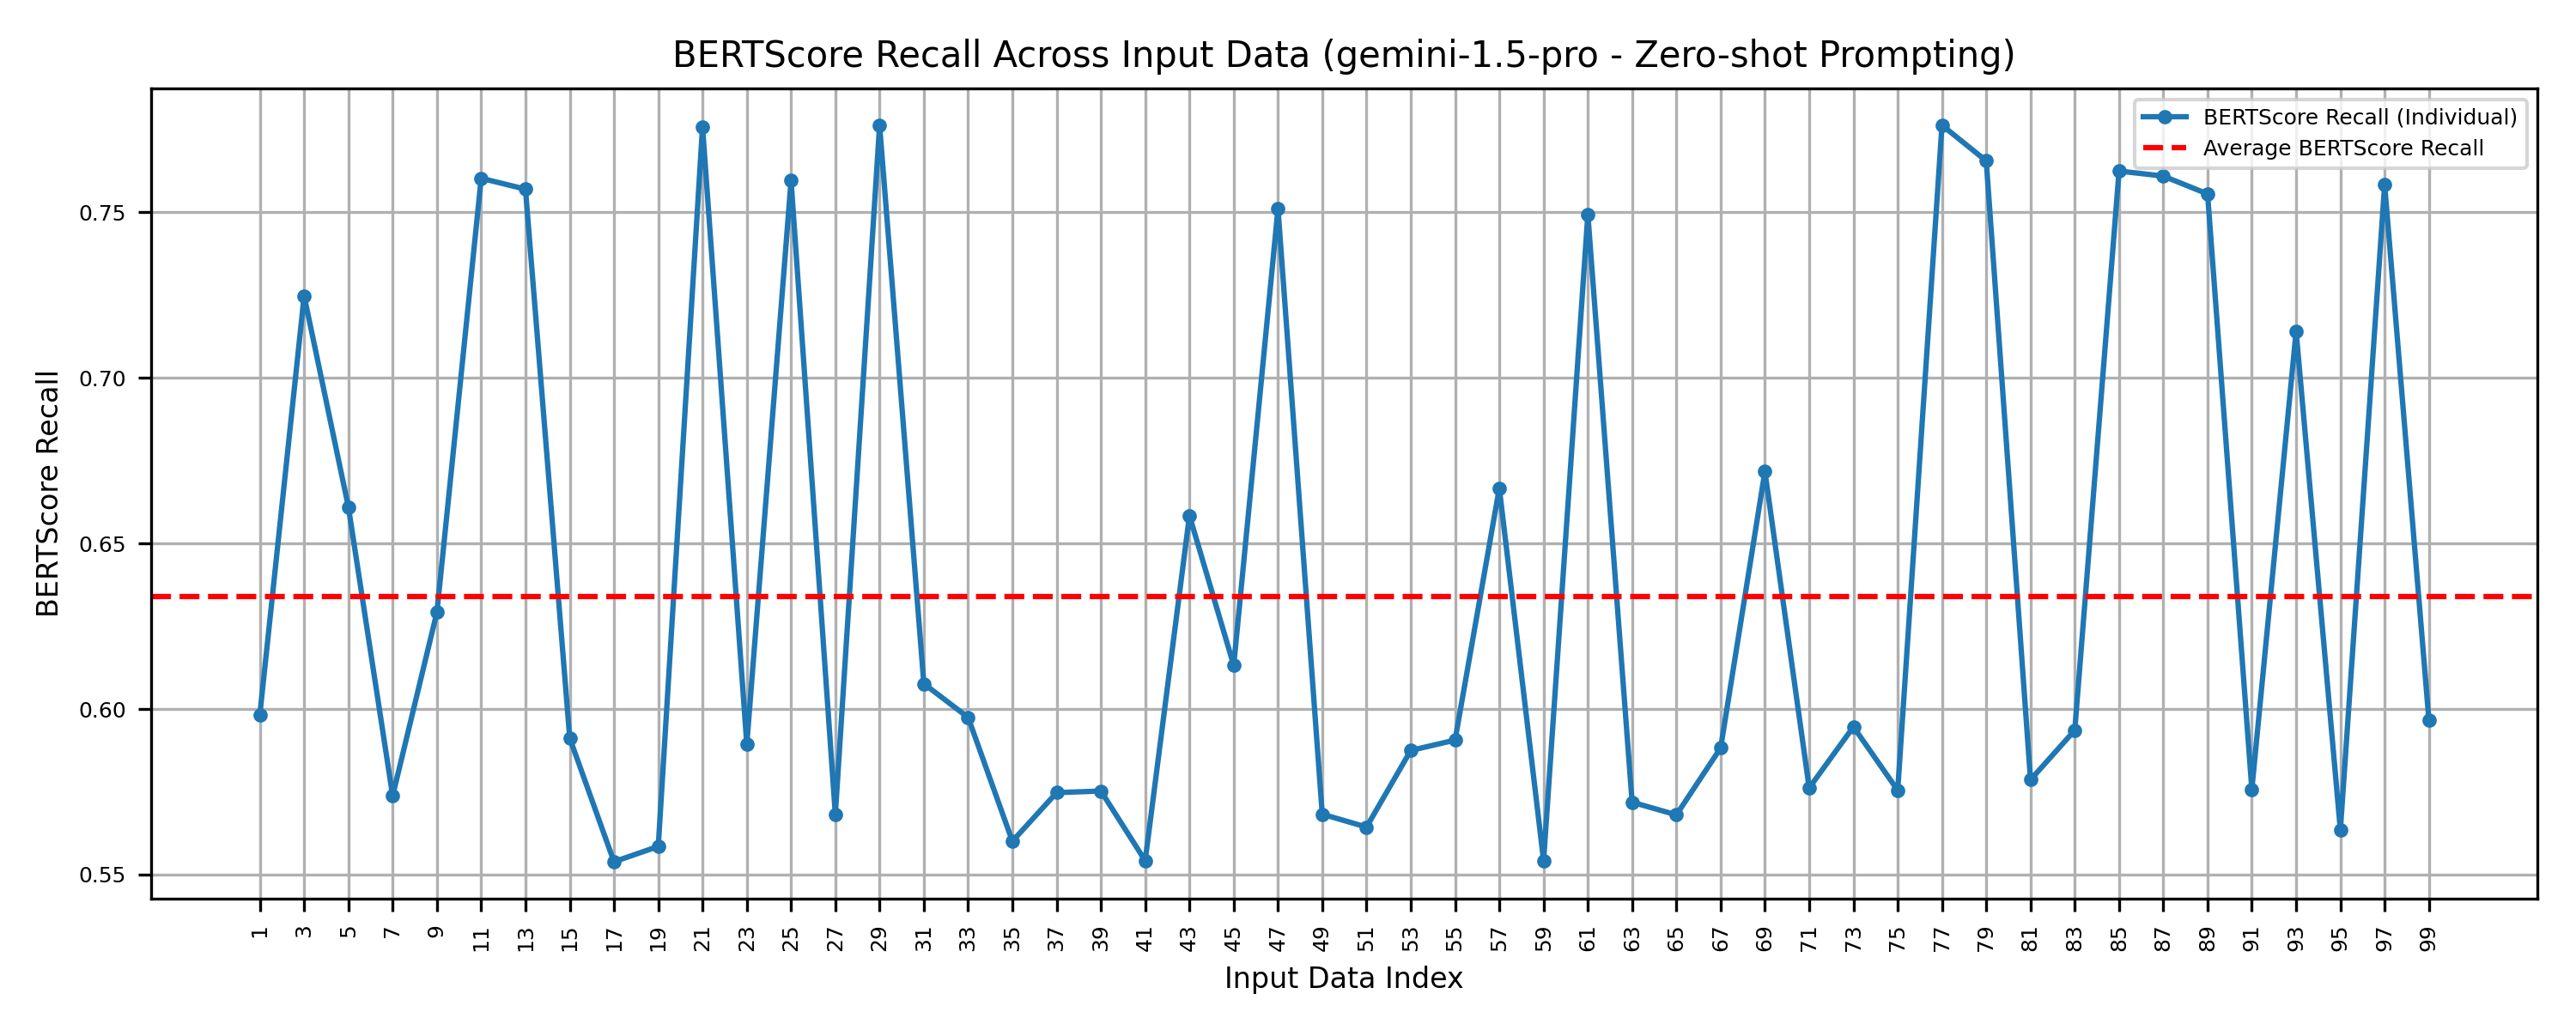 BERTScore Recall Across Input Data (gemini-1.5-pro - Zero-shot Prompting)
BERTScore Recall (Individual)
Average BERTScore Recall
BERTScore Recall
0.75
0.70
0.65
0.60
0.55
1 3 5 7 9 11 13 15 17 19 21 23 25 27 29 31 33 35 37 39 41 43 45 47 49 51 53 55 57 59 61 63 65 67 69 71 73 75 77 79 81 83 85 87 89 91 93 95 97 99
Input Data Index